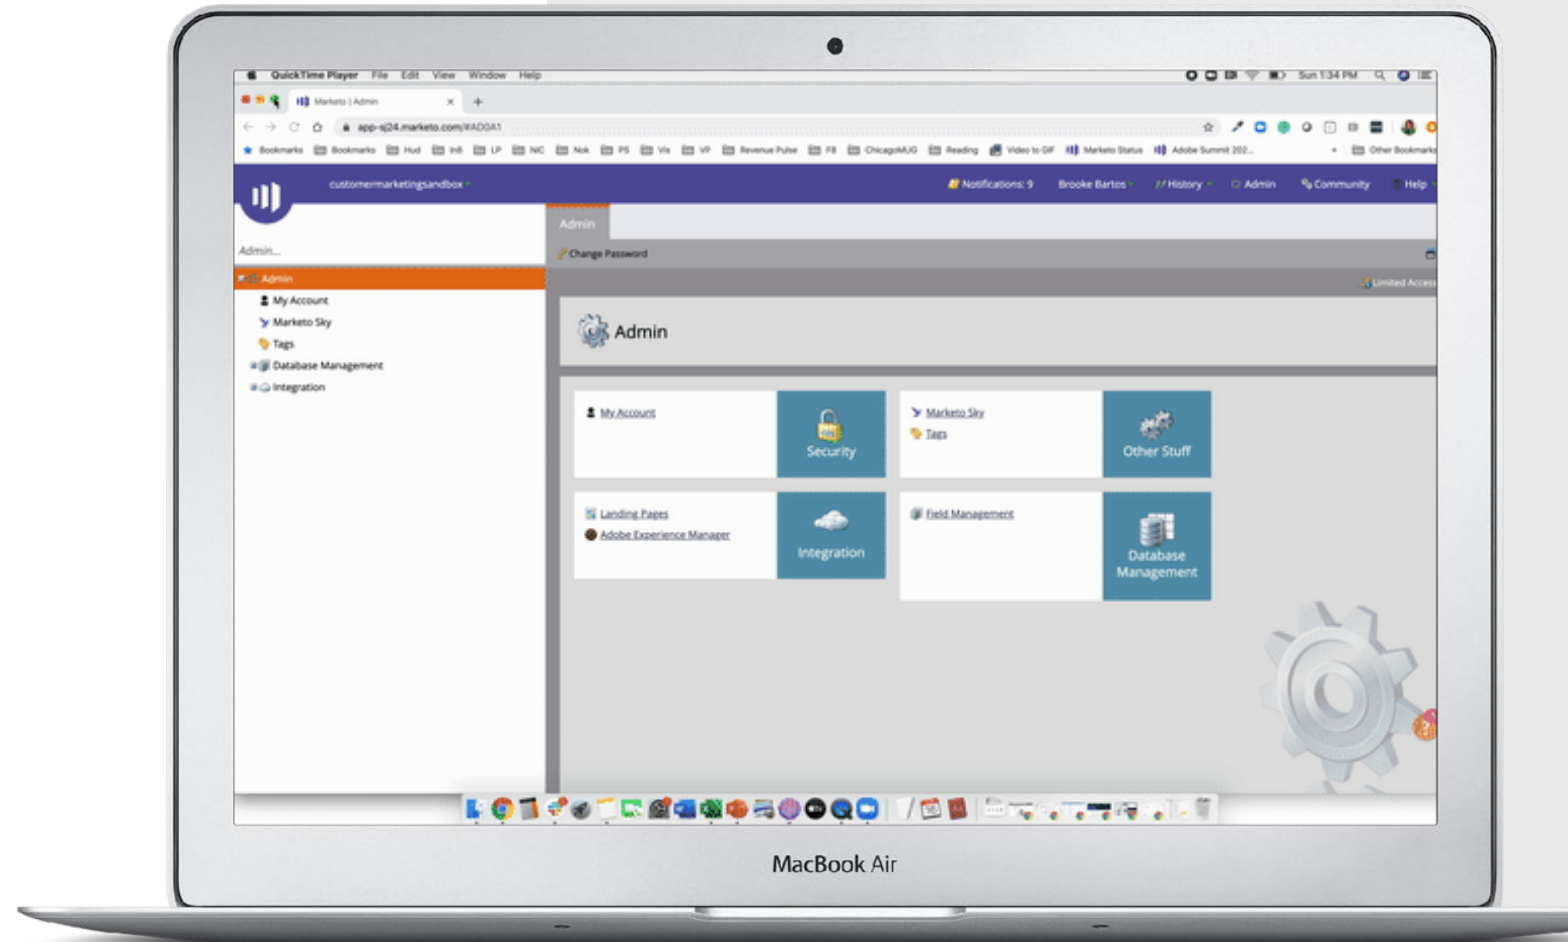 QuickTime Player File Edit View Window Help Sun 1:34 PM
Marketo | Admin
app-sj24.marketo.com/#AD0A1
Bookmarks Bookmarks Hud In8 LP NIC Nok PS Vis VP Revenue Pulse F8 ChicagoMUG Reading Video to GIF Marketo Status Adobe Summit 202... Other Bookmarks
customermarketingsandbox Notifications: 9 Brooke Bartos History Admin Community Help
Admin
Admin... Change Password
Admin Limited Access
My Account
Marketo Sky
Tags
Database Management
Integration
Admin
My Account
Security
Marketo Sky
Tags
Other Stuff
Landing Pages
Adobe Experience Manager
Integration
Field Management
Database
Management
MacBook Air